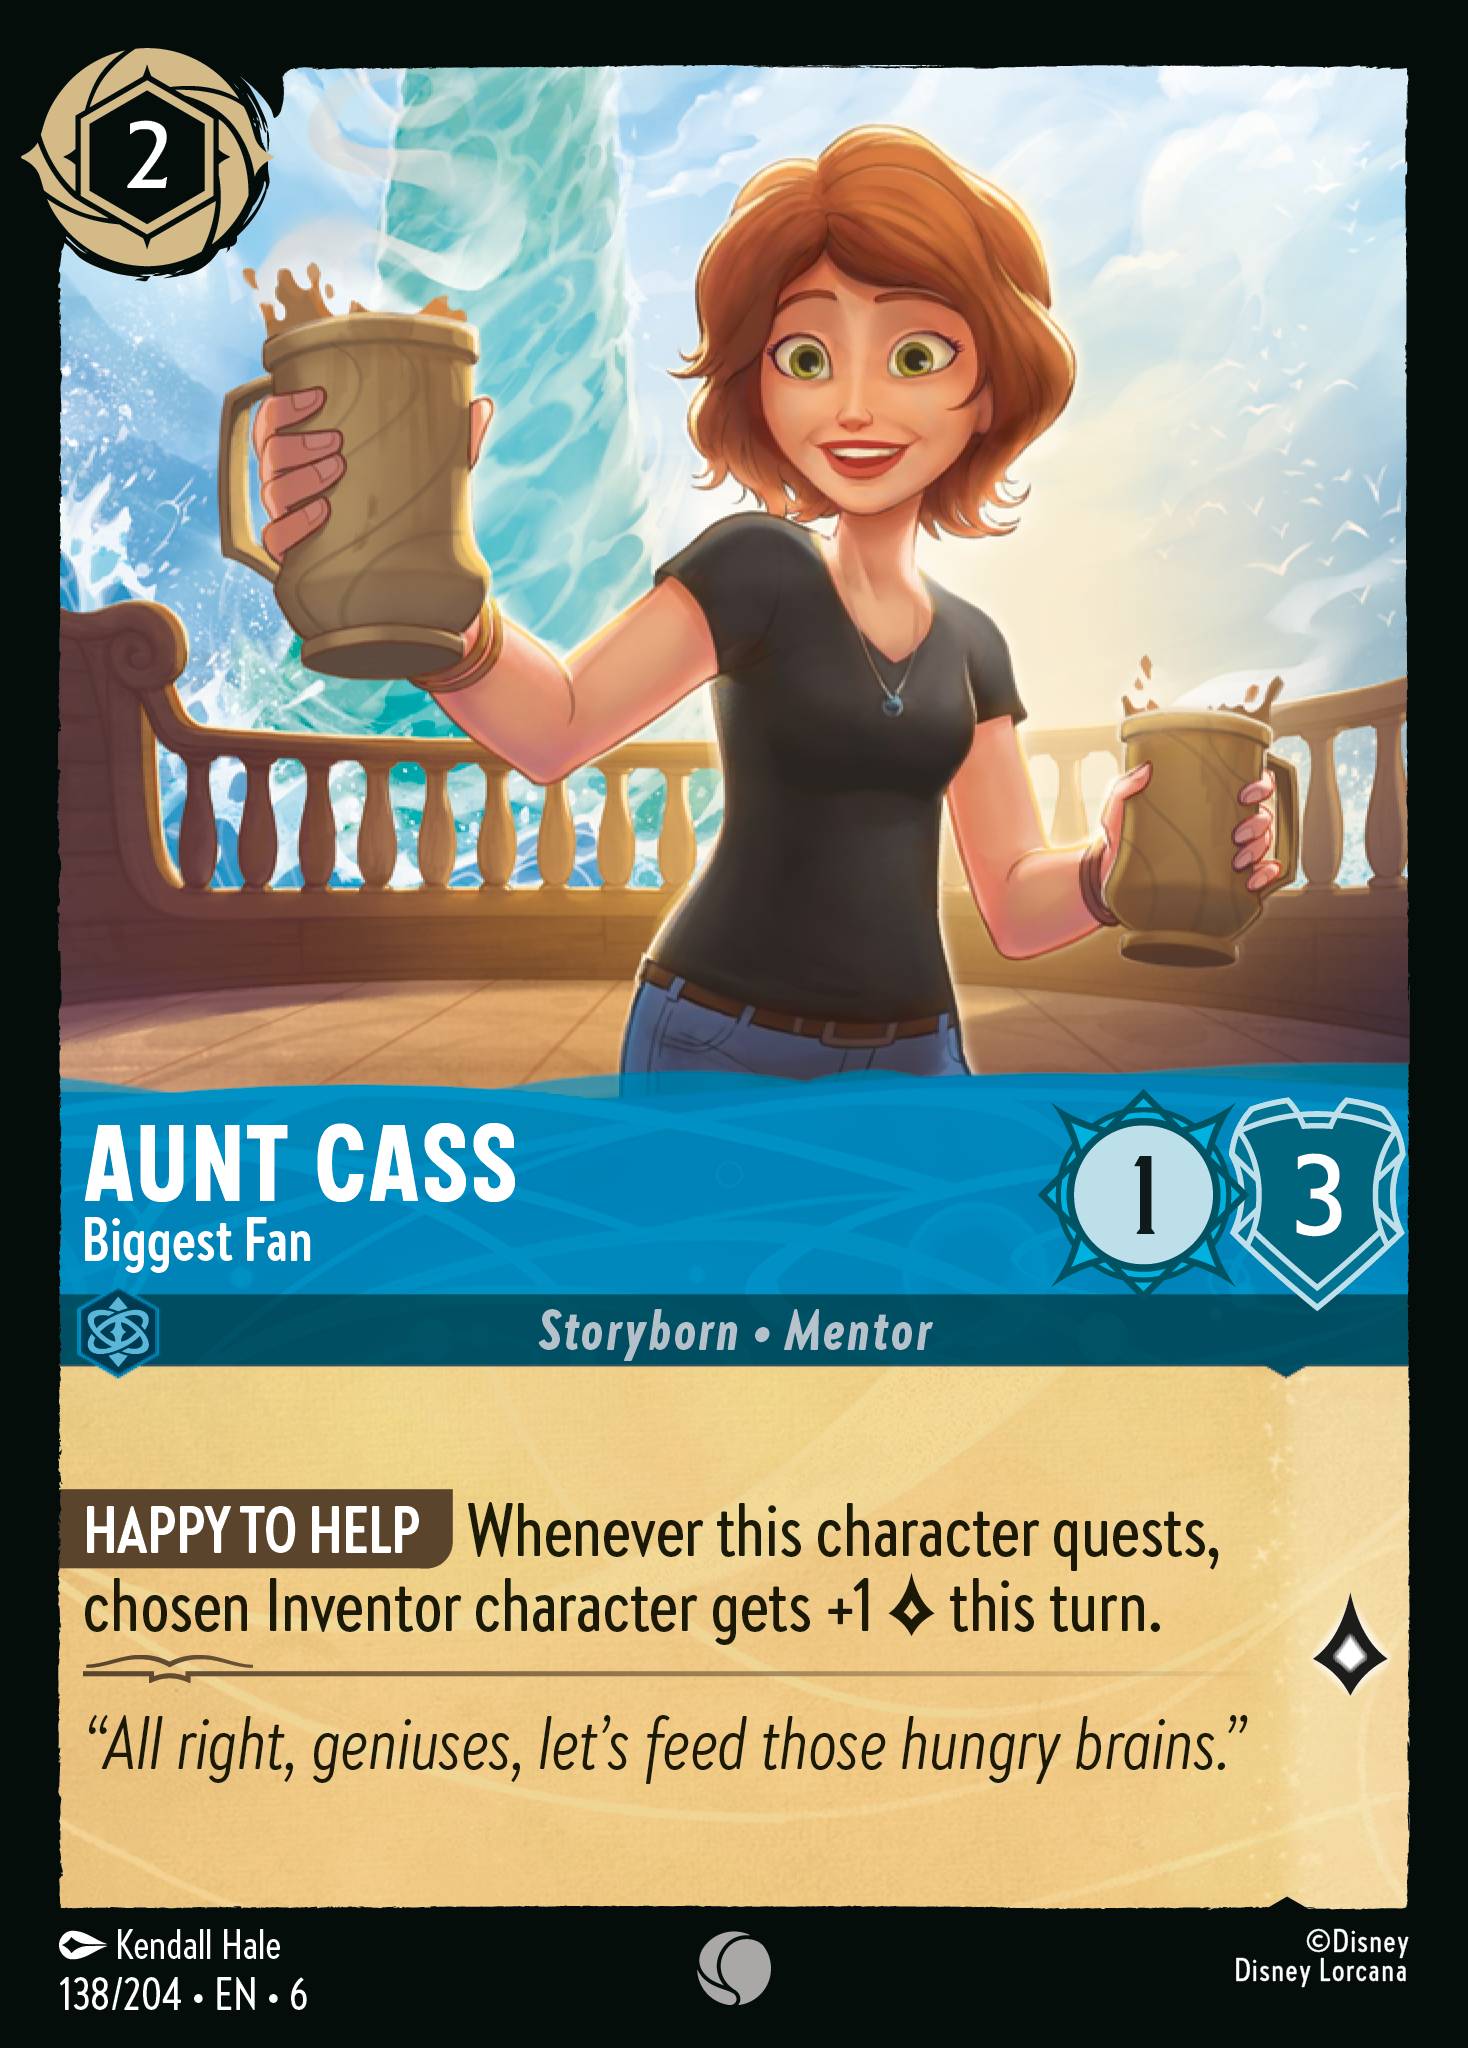 2
AUNT CASS
Biggest Fan
1
3
Storyborn • Mentor
HAPPY TO HELP Whenever this character quests,
chosen Inventor character gets +1 this turn.
“All right, geniuses, let’s feed those hungry brains.”
Kendall Hale
138/204 • EN • 6
©Disney
Disney Lorcana